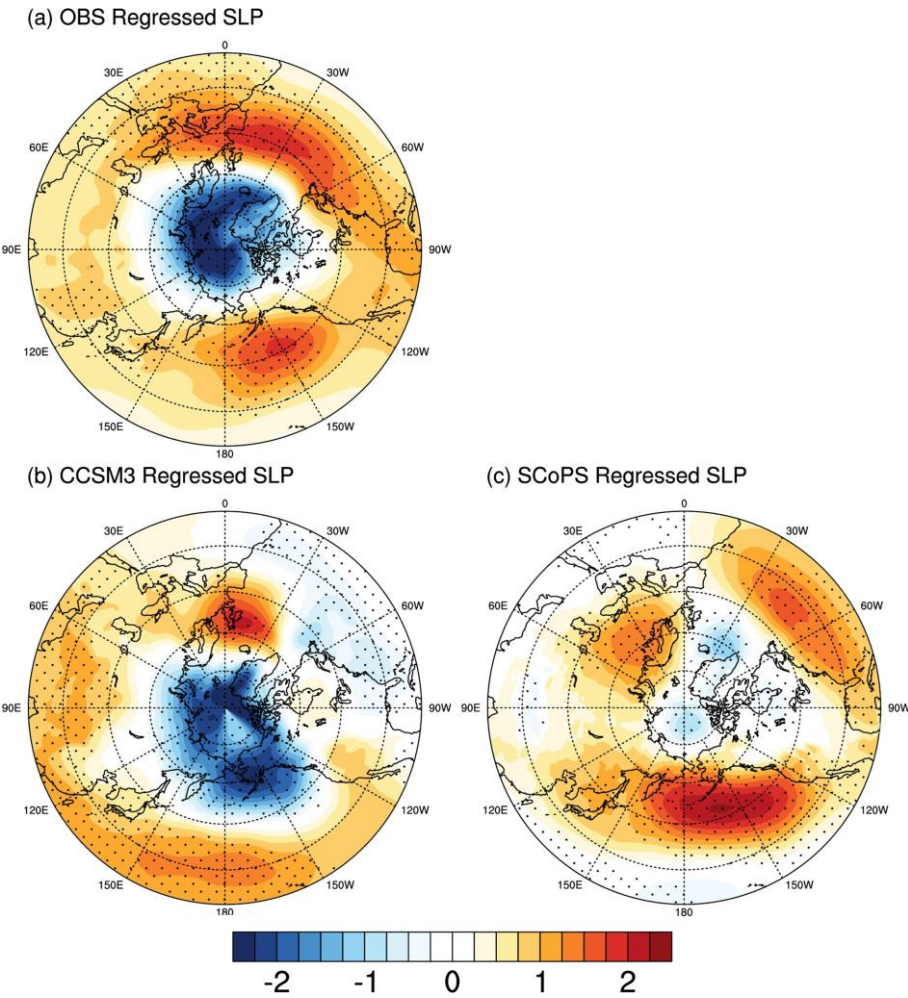 (a) OBS Regressed SLP
0
30E 30W
60E 60W
90E 90W
120E 120W
150E 150W
180
(b) CCSM3 Regressed SLP
0
30E 30W
60E 60W
90E 90W
120E 120W
150E 150W
180
(c) SCoPS Regressed SLP
0
30E 30W
60E 60W
90E 90W
120E 120W
150E 150W
180
-2 -1 0 1 2